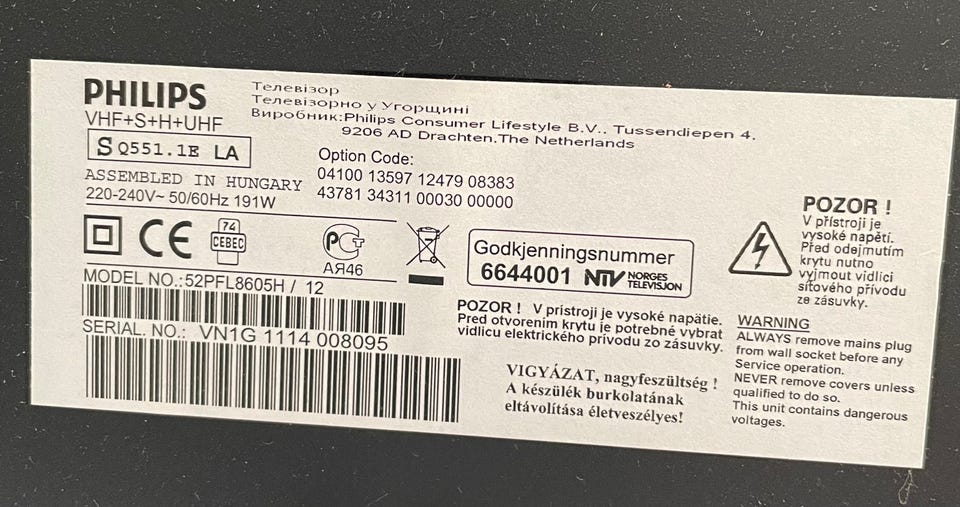 PHILIPS
VHF+S+H+UHF
S Q551.1E LA
ASSEMBLED IN HUNGARY
220-240V~ 50/60Hz 191W
Телевізор
Телевізорно у Угорщині
Виробник:Philips Consumer Lifestyle B.V.. Tussendiepen 4.
9206 AD Drachten.The Netherlands
Option Code:
04100 13597 12479 08383
43781 34311 00030 00000
CE
74
CEBEC
РСТ
АЯ46
MODEL NO.:52PFL8605H / 12
SERIAL. NO.: VN1G 1114 008095
Godkjenningsnummer
6644001 NTV NORGES
TELEVISJON
POZOR ! V prístroji je vysoké napätie.
Pred otvorením krytu je potrebné vybrat
vidlicu elektrického prívodu zo zásuvky.
VIGYÁZAT, nagyfeszültség !
A készülék burkolatának
eltávolítása életveszélyes!
POZOR !
V přístroji je
vysoké napětí.
Před odejmutím
krytu nutno
vyjmout vidlici
síťového přívodu
ze zásuvky.
WARNING
ALWAYS remove mains plug
from wall socket before any
Service operation.
NEVER remove covers unless
qualified to do so.
This unit contains dangerous
voltages.